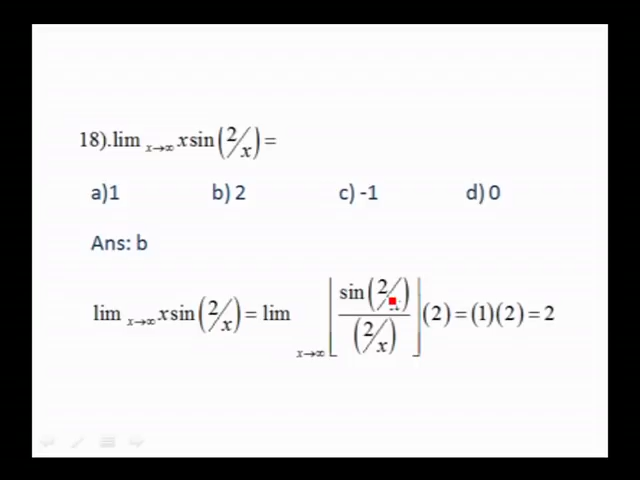 18).lim x→∞ x sin(2/x) =
a)1 b) 2 c) -1 d) 0
Ans: b
lim x→∞ x sin(2/x) = lim x→∞ ⌊sin(2/x)/(2/x)⌋(2) = (1)(2) = 2